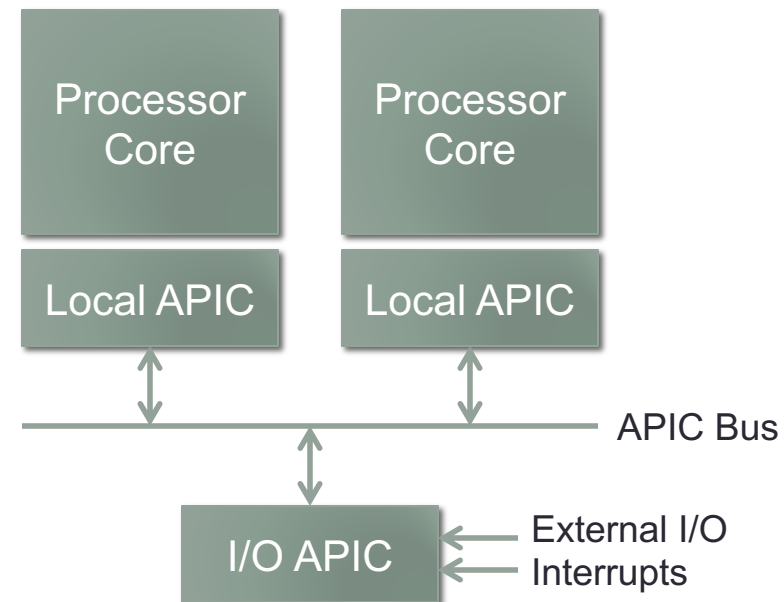 Processor
Core
Processor
Core
Local APIC
Local APIC
APIC Bus
I/O APIC
External I/O
Interrupts